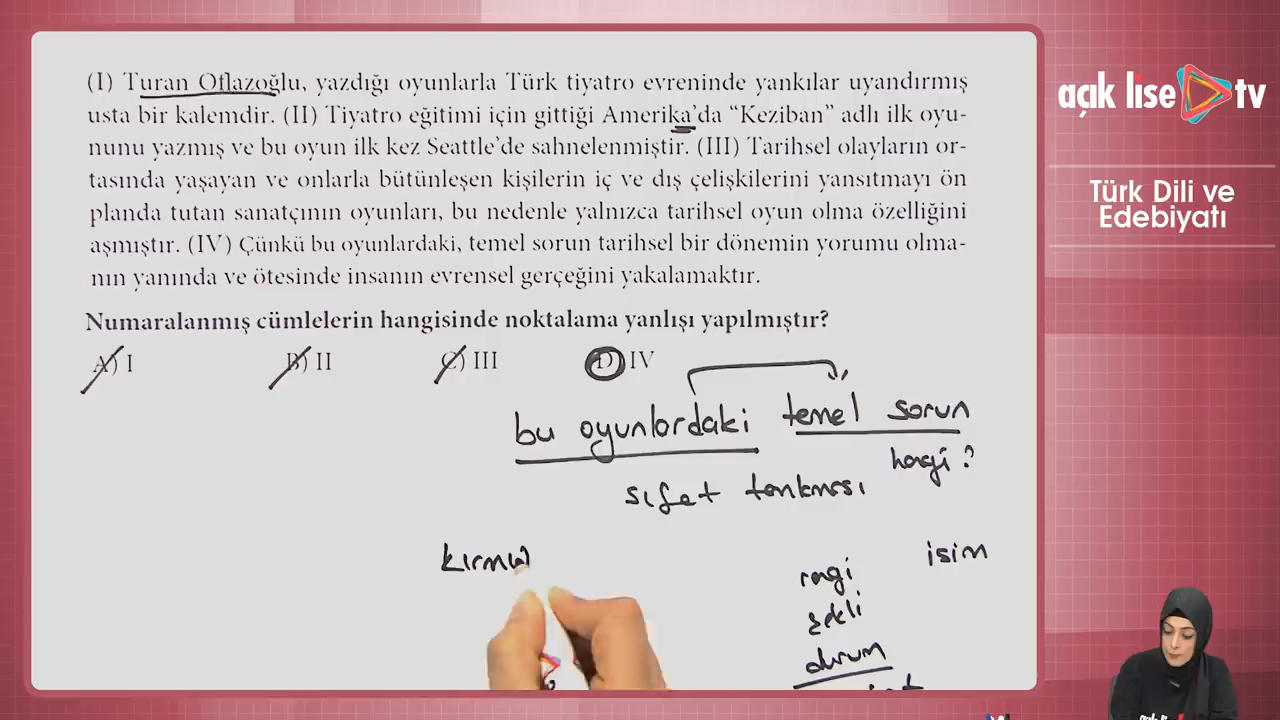 (I) Turan Oflazoğlu, yazdığı oyunlarla Türk tiyatro evreninde yankılar uyandırmış
usta bir kalemdir. (II) Tiyatro eğitimi için gittiği Amerika'da “Keziban” adlı ilk oyu-
nunu yazmış ve bu oyun ilk kez Seattle'de sahnelenmiştir. (III) Tarihsel olayların or-
tasında yaşayan ve onlarla bütünleşen kişilerin iç ve dış çelişkilerini yansıtmayı ön
planda tutan sanatçının oyunları, bu nedenle yalnızca tarihsel oyun olma özelliğini
aşmıştır. (IV) Çünkü bu oyunlardaki, temel sorun tarihsel bir dönemin yorumu olma-
nın yanında ve ötesinde insanın evrensel gerçeğini yakalamaktır.
Numaralanmış cümlelerin hangisinde noktalama yanlışı yapılmıştır?
A) I B) II C) III D) IV
bu oyunlardaki temel sorun
hangi?
sıfat tamlaması
kırmızı
isim
rengi
şekli
durum
açık lise tv
Türk Dili ve
Edebiyatı